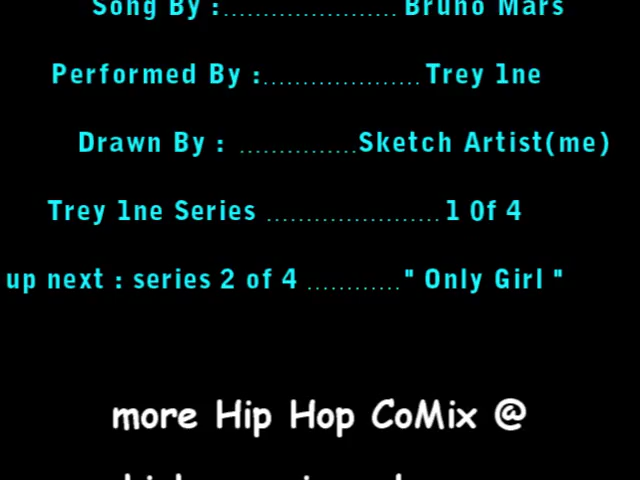 Song By :..................... Bruno Mars
Performed By :................... Trey 1ne
Drawn By : ...............Sketch Artist(me)
Trey 1ne Series ..................... 1 Of 4
up next : series 2 of 4 ............" Only Girl "
more Hip Hop CoMix @